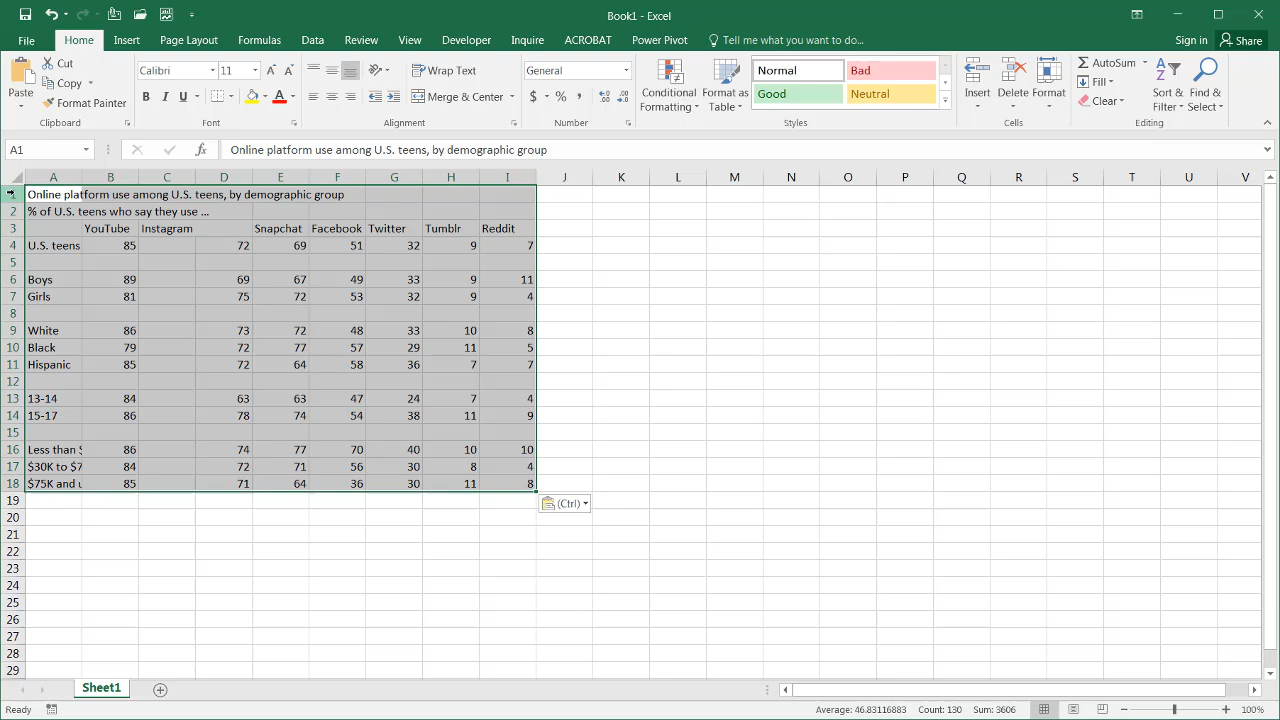 Book1 - Excel
File Home Insert Page Layout Formulas Data Review View Developer Inquire ACROBAT Power Pivot Tell me what you want to do... Sign in Share
Paste Cut Copy Format Painter Clipboard
Calibri 11 B I U A Font
Wrap Text Merge & Center Alignment
General $ % , Number
Conditional Formatting Format as Table Normal Bad Good Neutral Styles
Insert Delete Format Cells
AutoSum Fill Clear Sort & Filter Find & Select Editing
A1 fx Online platform use among U.S. teens, by demographic group
A B C D E F G H I J K L M N O P Q R S T U V
1 Online platform use among U.S. teens, by demographic group
2 % of U.S. teens who say they use ...
3 YouTube Instagram Snapchat Facebook Twitter Tumblr Reddit
4 U.S. teens 85 72 69 51 32 9 7
5
6 Boys 89 69 67 49 33 9 11
7 Girls 81 75 72 53 32 9 4
8
9 White 86 73 72 48 33 10 8
10 Black 79 72 77 57 29 11 5
11 Hispanic 85 72 64 58 36 7 7
12
13 13-14 84 63 63 47 24 7 4
14 15-17 86 78 74 54 38 11 9
15
16 Less than $ 86 74 77 70 40 10 10
17 $30K to $7 84 72 71 56 30 8 4
18 $75K and u 85 71 64 36 30 11 8
19 (Ctrl)
20
21
22
23
24
25
26
27
28
29
Sheet1
Ready Average: 46.83116883 Count: 130 Sum: 3606 100%